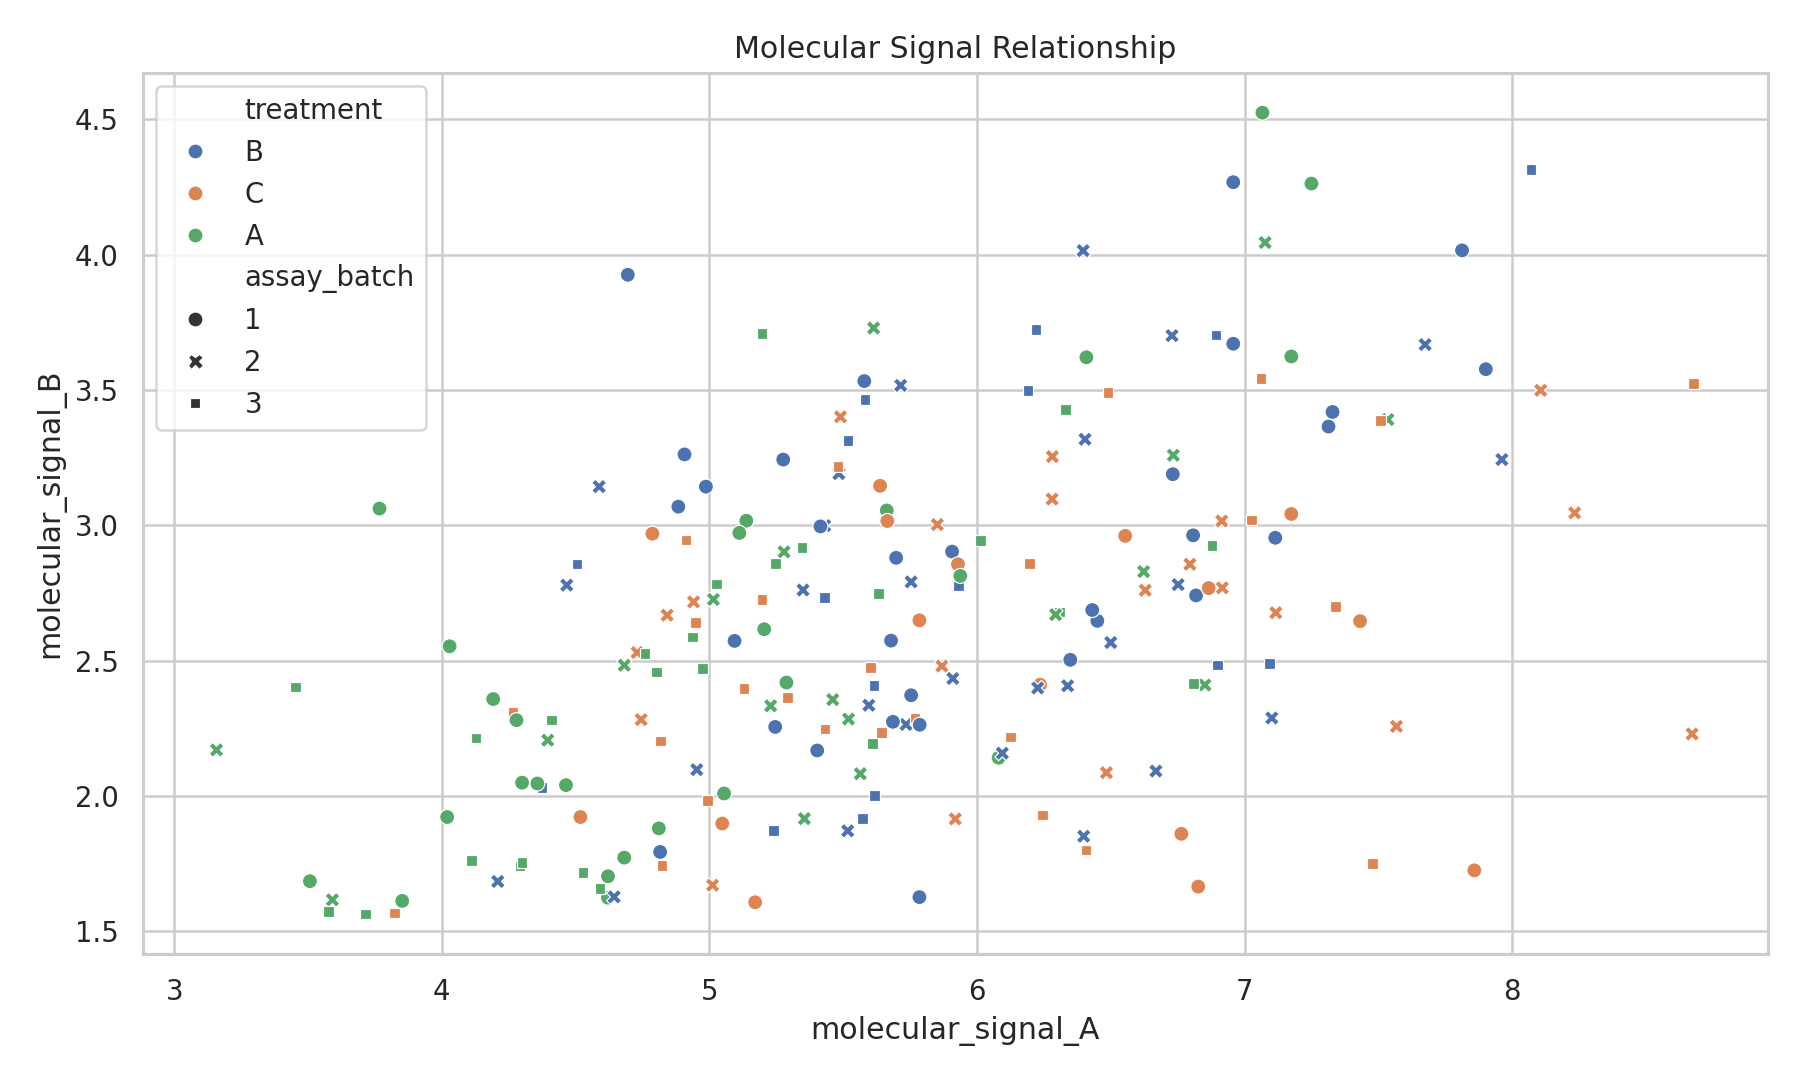 Molecular Signal Relationship
treatment
B
C
A
assay_batch
1
2
3
4.5
4.0
3.5
3.0
2.5
2.0
1.5
molecular_signal_B
3 4 5 6 7 8
molecular_signal_A